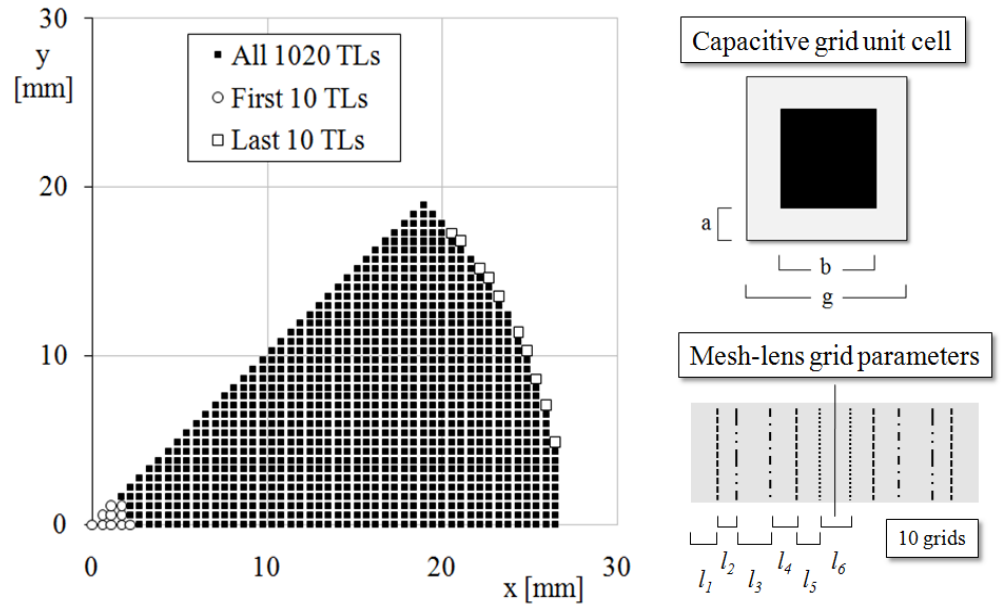 30
y
[mm]
All 1020 TLs
First 10 TLs
Last 10 TLs
20
10
0
0
10
20
30
x [mm]
Capacitive grid unit cell
a
b
g
Mesh-lens grid parameters
10 grids
l1
l2
l3
l4
l5
l6